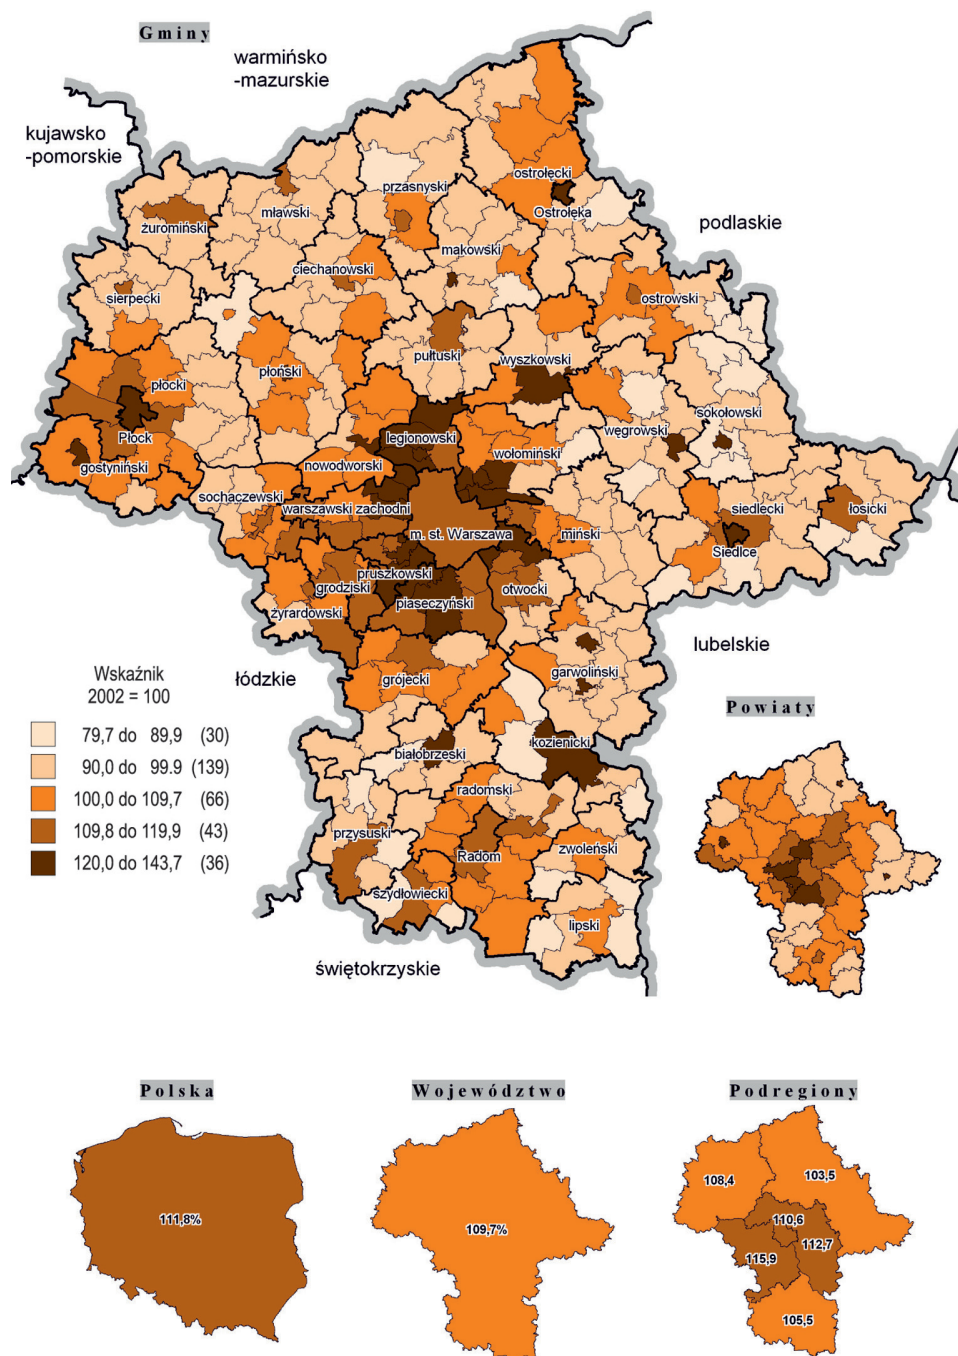 Gminy
warmińsko
-mazurskie
kujawsko
-pomorskie
podlaskie
ostrołęcki
Ostrołęka
przasnyski
mławski
żuromiński
makowski
ciechanowski
sierpecki
ostrowski
pułtuski
wyszkowski
płoński
płocki
Płock
sokołowski
węgrowski
legionowski
wołomiński
gostyniński
nowodworski
sochaczewski
warszawski zachodni
siedlecki
łosicki
m. st. Warszawa
miński
Siedlce
pruszkowski
grodziski
otwocki
piaseczyński
żyrardowski
lubelskie
łódzkie
garwoliński
grójecki
Wskaźnik
2002 = 100
79,7 do 89,9 (30)
90,0 do 99.9 (139)
100,0 do 109,7 (66)
109,8 do 119,9 (43)
120,0 do 143,7 (36)
Powiaty
kozienicki
białobrzeski
radomski
przysuski
Radom
zwoleński
szydłowiecki
lipski
świętokrzyskie
Polska
111,8%
Województwo
109,7%
Podregiony
108,4
103,5
110,6
112,7
115,9
105,5